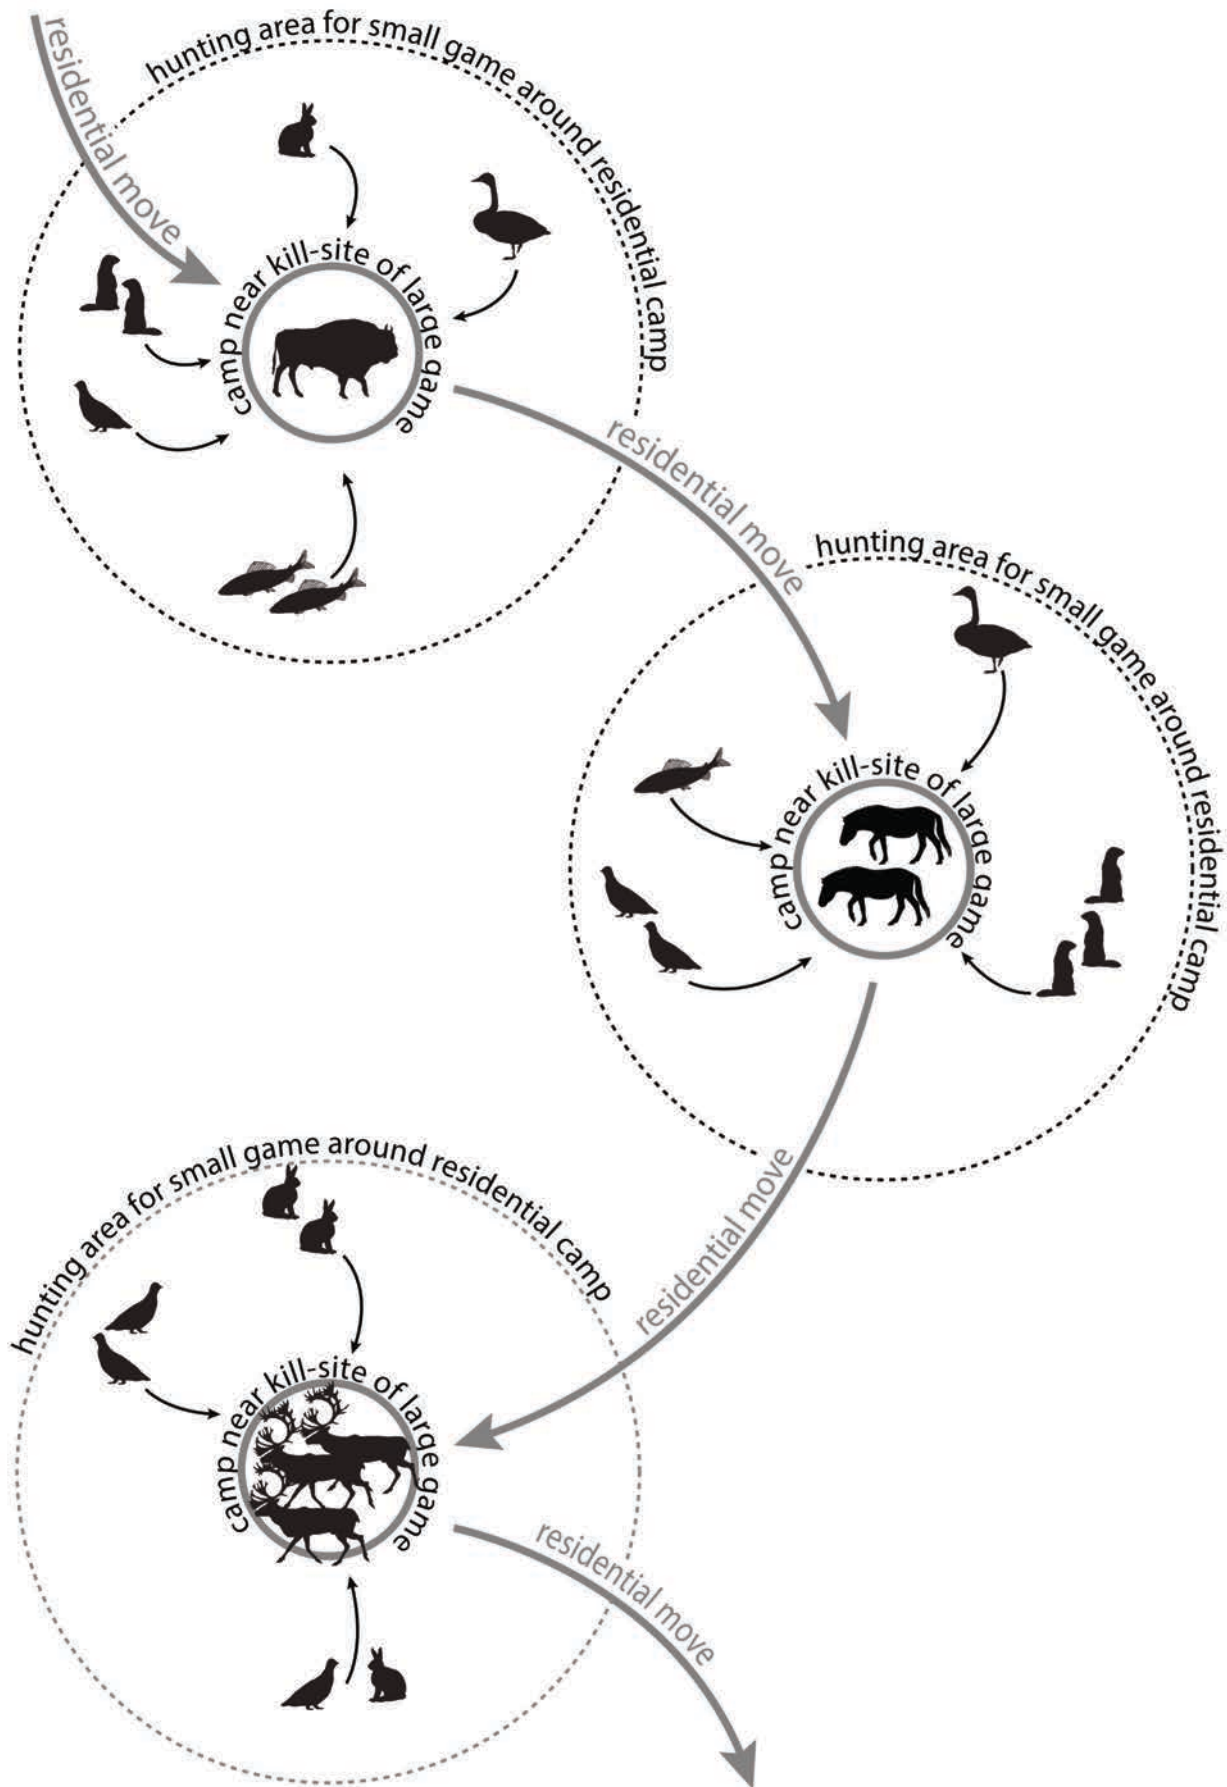 residential move
hunting area for small game around residential camp
camp near kill-site of large game
residential move
hunting area for small game around residential camp
camp near kill-site of large game
residential move
hunting area for small game around residential camp
camp near kill-site of large game
residential move